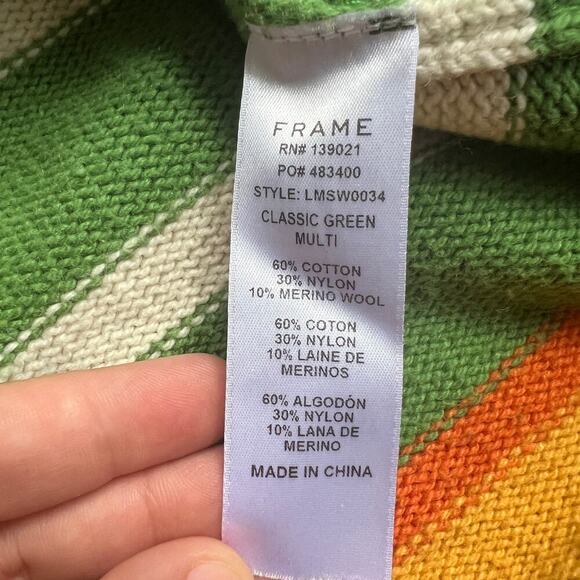 FRAME
RN# 139021
PO# 483400
STYLE: LMSW0034
CLASSIC GREEN
MULTI
60% COTTON
30% NYLON
10% MERINO WOOL
60% COTON
30% NYLON
10% LAINE DE
MERINOS
60% ALGODÓN
30% NYLON
10% LANA DE
MERINO
MADE IN CHINA